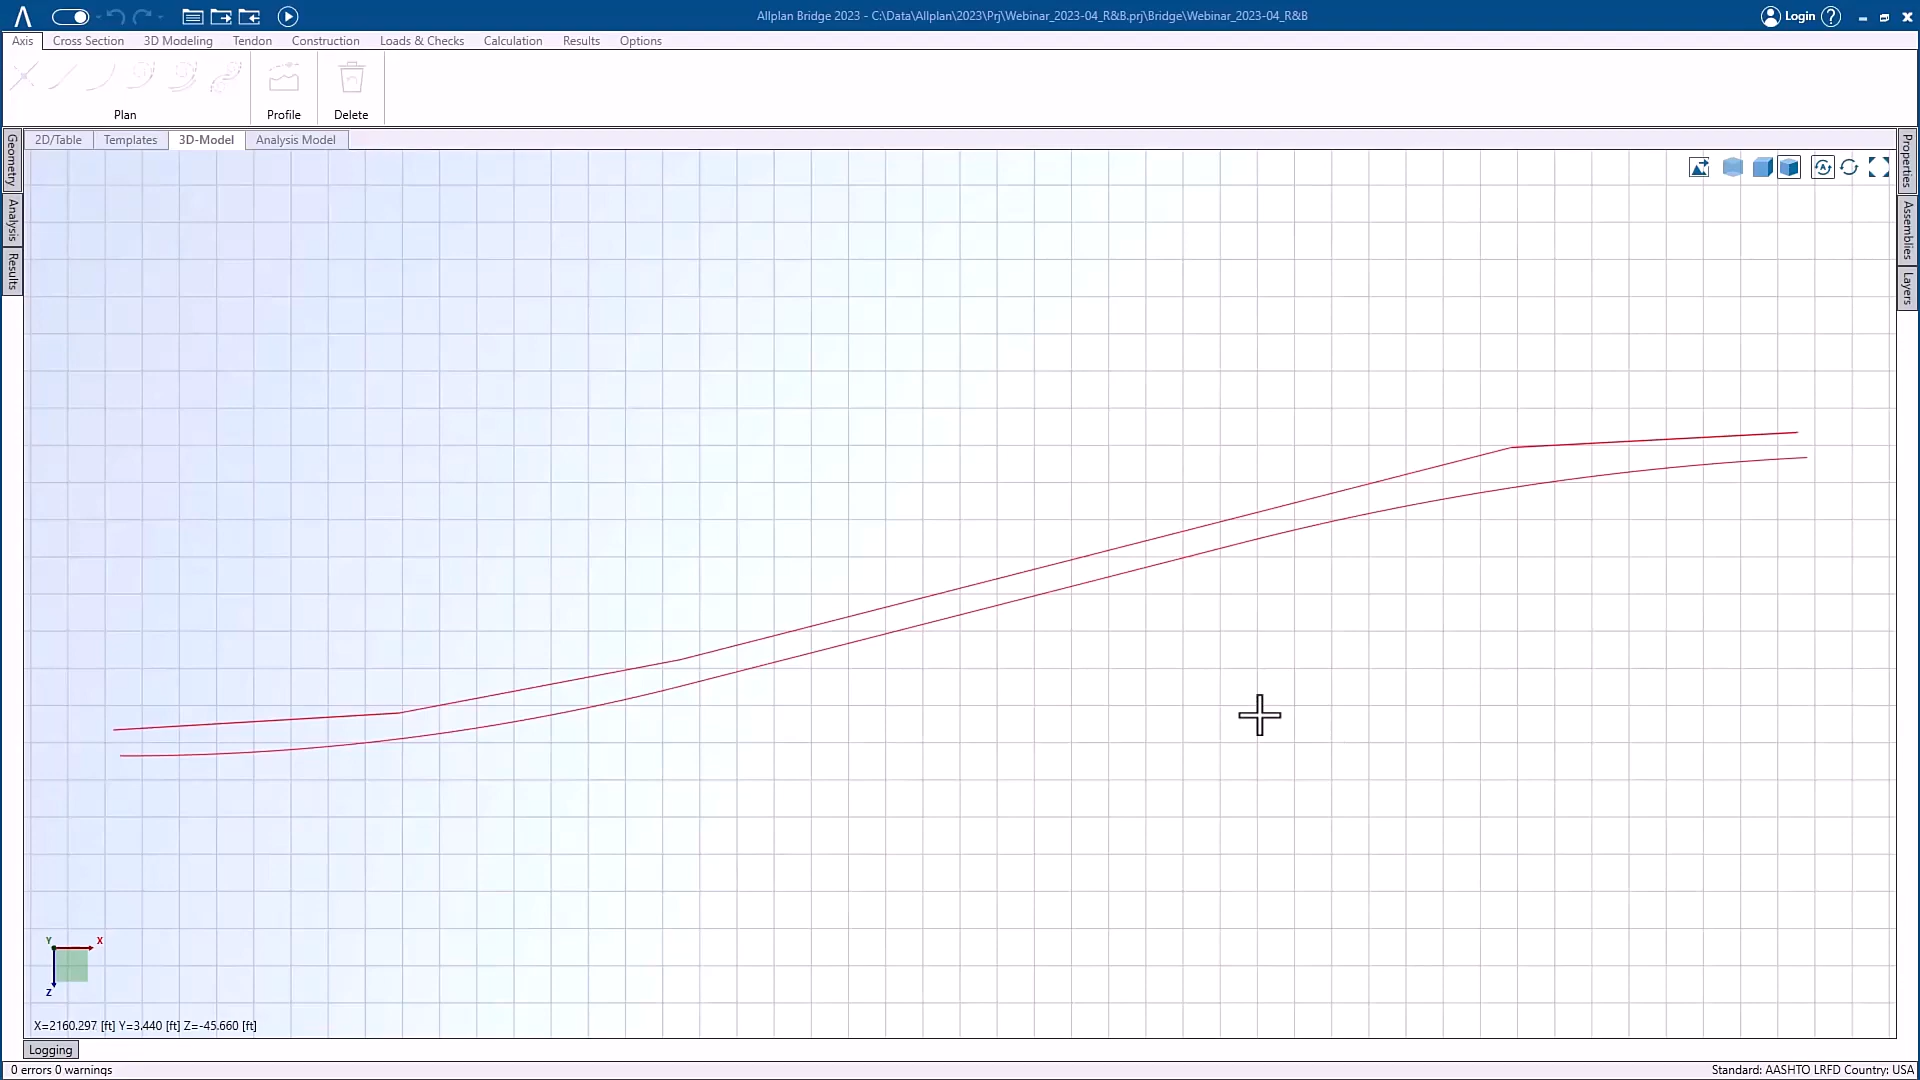 Allplan Bridge 2023 - C:\Data\Allplan\2023\Prj\Webinar_2023-04_R&B.prj\Bridge\Webinar_2023-04_R&B
Login
Axis Cross Section 3D Modeling Tendon Construction Loads & Checks Calculation Results Options
Plan Profile Delete
2D/Table Templates 3D-Model Analysis Model
Geometry
Analysis
Results
Properties
Assemblies
Layers
Y X
Z
X=2160.297 [ft] Y=3.440 [ft] Z=-45.660 [ft]
Logging
0 errors 0 warnings
Standard: AASHTO LRFD Country: USA